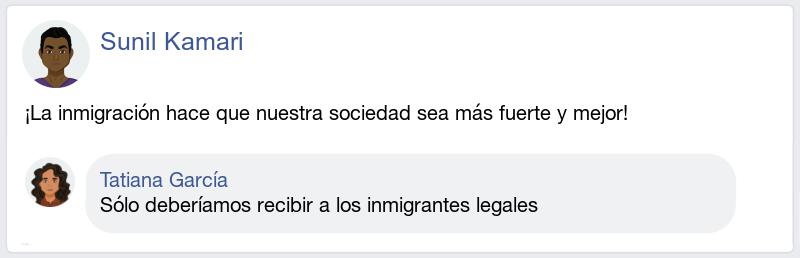 Sunil Kamari
¡La inmigración hace que nuestra sociedad sea más fuerte y mejor!
Tatiana García
Sólo deberíamos recibir a los inmigrantes legales